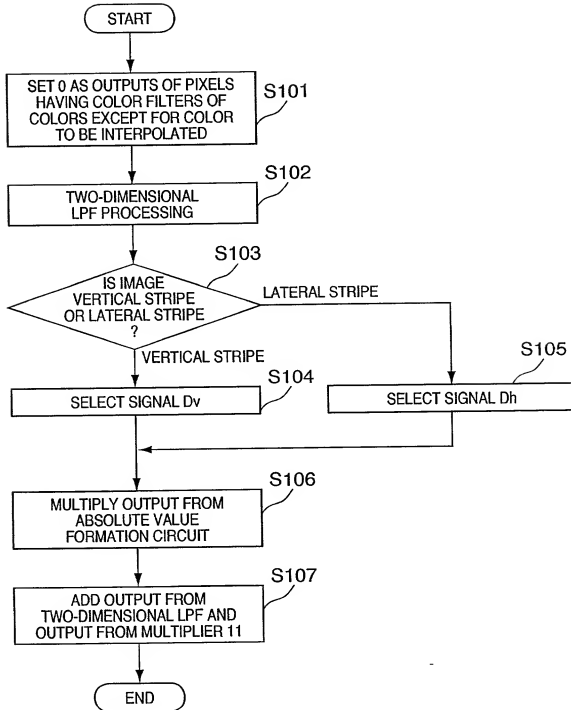 START
SET 0 AS OUTPUTS OF PIXELS
HAVING COLOR FILTERS OF
COLORS EXCEPT FOR COLOR
TO BE INTERPOLATED
S101
TWO-DIMENSIONAL
LPF PROCESSING
S102
IS IMAGE
VERTICAL STRIPE
OR LATERAL STRIPE
?
S103
LATERAL STRIPE
VERTICAL STRIPE
SELECT SIGNAL Dv
S104
SELECT SIGNAL Dh
S105
MULTIPLY OUTPUT FROM
ABSOLUTE VALUE
FORMATION CIRCUIT
S106
ADD OUTPUT FROM
TWO-DIMENSIONAL LPF AND
OUTPUT FROM MULTIPLIER 11
S107
END